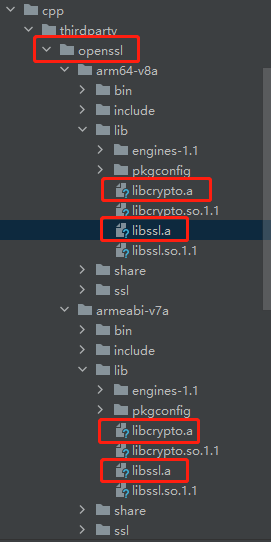 cpp
thirdparty
openssl
arm64-v8a
bin
include
lib
engines-1.1
pkgconfig
libcrypto.a
libcrypto.so.1.1
libssl.a
libssl.so.1.1
share
ssl
armeabi-v7a
bin
include
lib
engines-1.1
pkgconfig
libcrypto.a
libcrypto.so.1.1
libssl.a
libssl.so.1.1
share
ssl